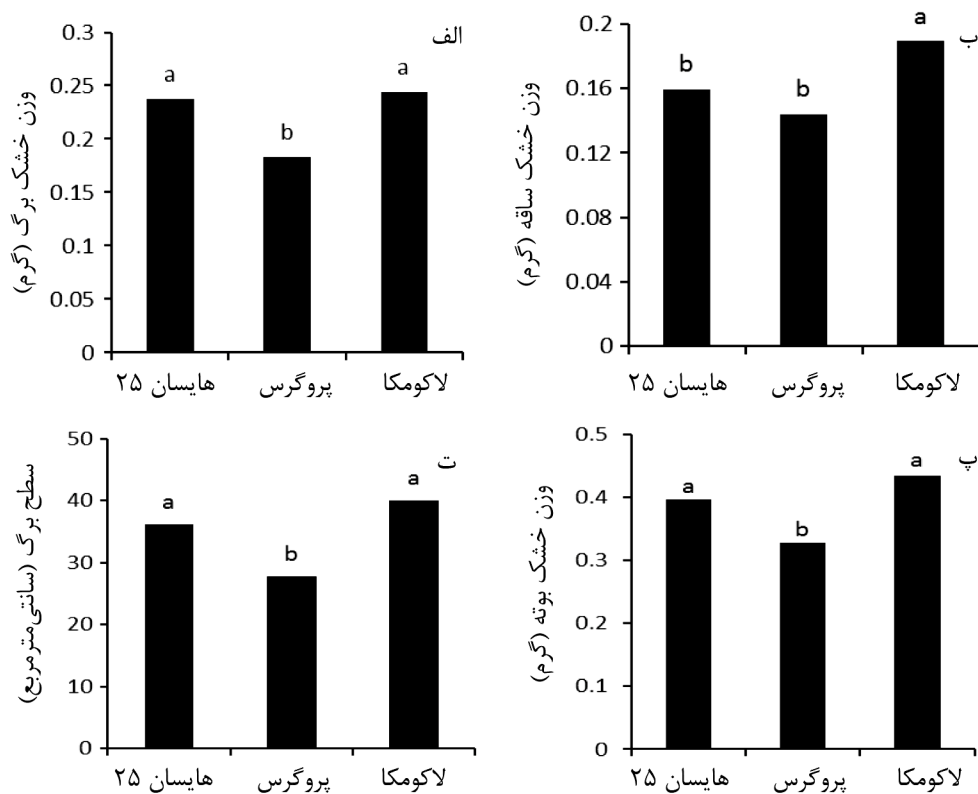 الف
وزن خشک برگ (گرم)
0.3
0.25
0.2
0.15
0.1
0.05
0
a
b
a
هایسان ۲۵
پروگرس
لاکومکا
ب
وزن خشک ساقه (گرم)
0.2
0.16
0.12
0.08
0.04
0
b
b
a
هایسان ۲۵
پروگرس
لاکومکا
ت
سطح برگ (سانتی‌مترمربع)
50
40
30
20
10
0
a
b
a
هایسان ۲۵
پروگرس
لاکومکا
پ
وزن خشک بوته (گرم)
0.5
0.4
0.3
0.2
0.1
0
a
b
a
هایسان ۲۵
پروگرس
لاکومکا